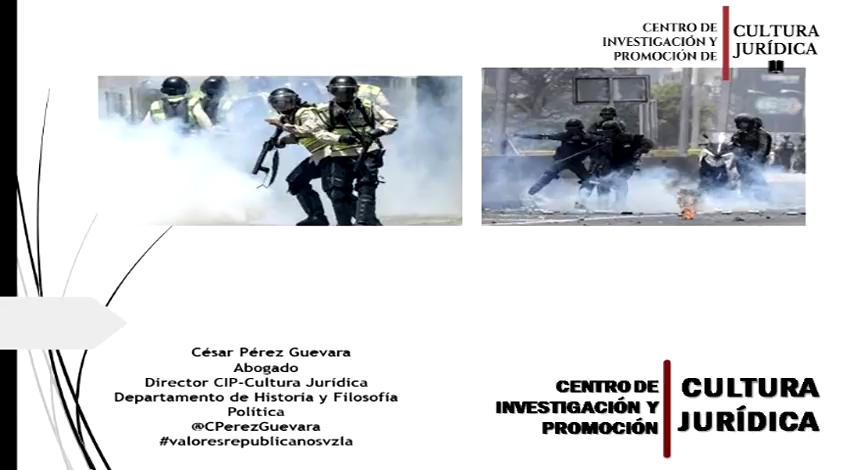 CENTRO DE
INVESTIGACIÓN Y
PROMOCIÓN DE
CULTURA
JURÍDICA
César Pérez Guevara
Abogado
Director CIP-Cultura Jurídica
Departamento de Historia y Filosofía
Política
@CPerezGuevara
#valoresrepublicanosvzla
CENTRO DE
INVESTIGACIÓN Y
PROMOCIÓN
CULTURA
JURÍDICA